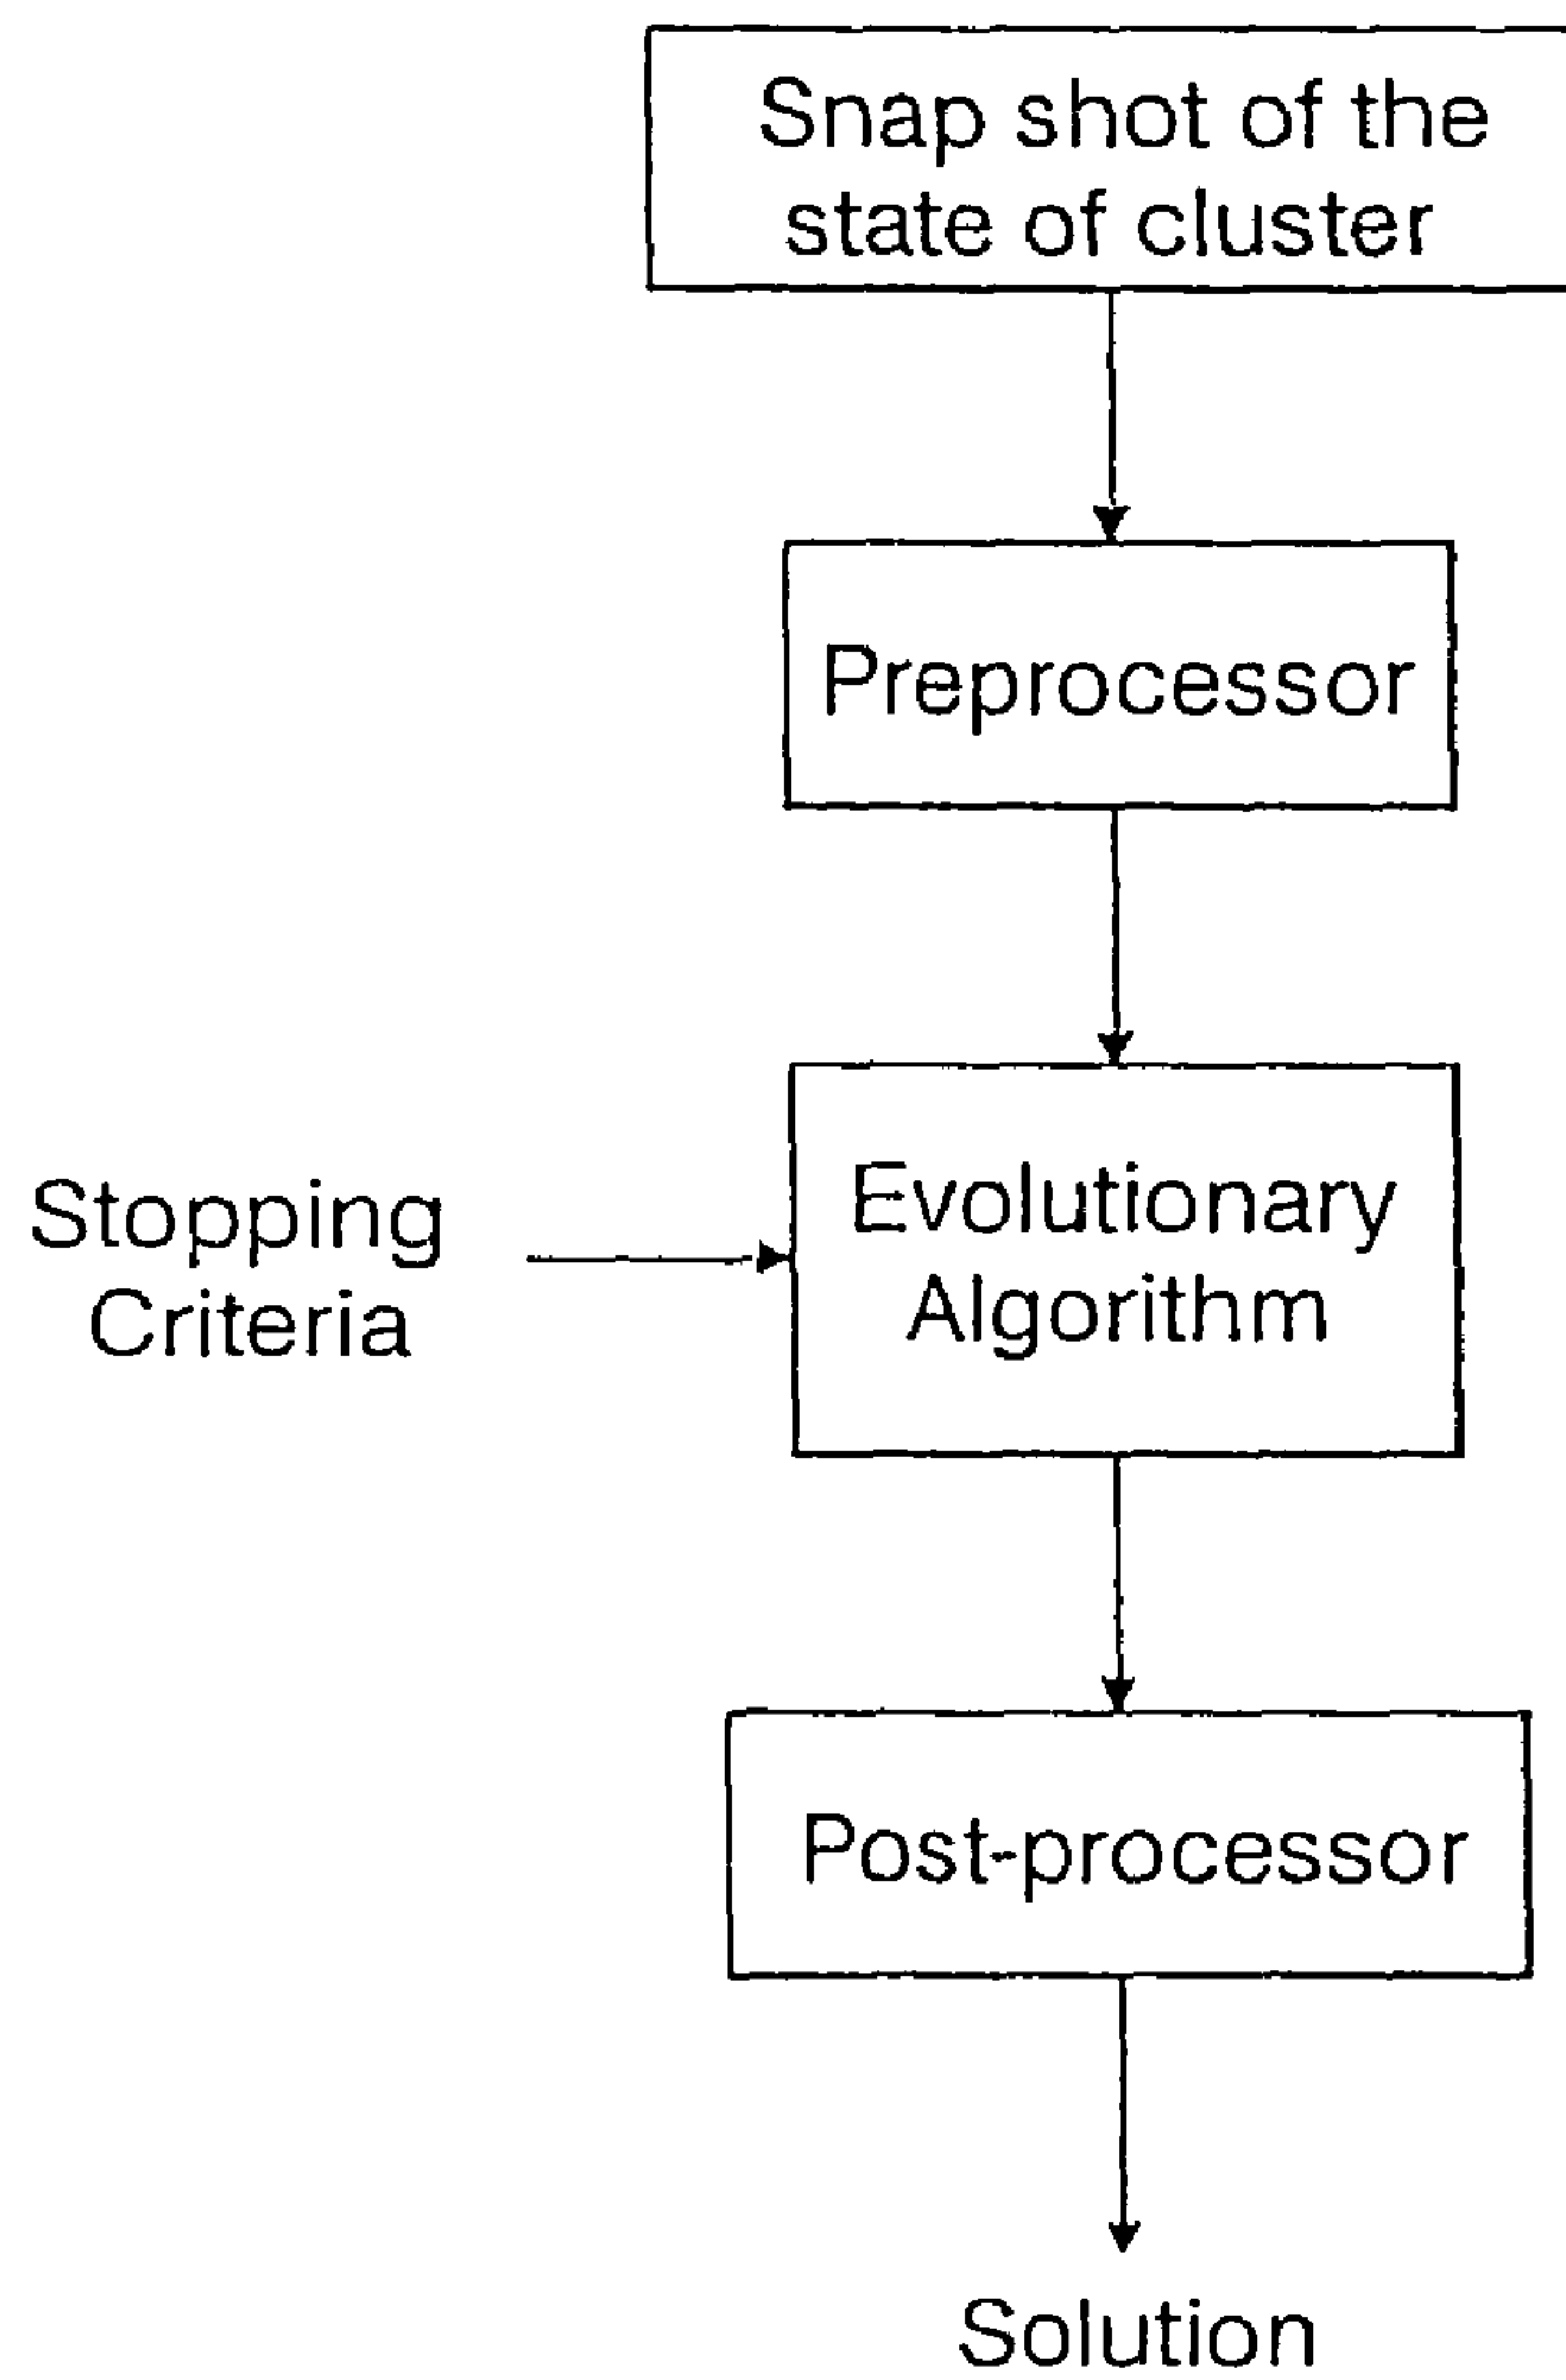 Snap shot of the
state of cluster
Preprocessor
Stopping
Criteria
Evolutionary
Algorithm
Post-processor
Solution